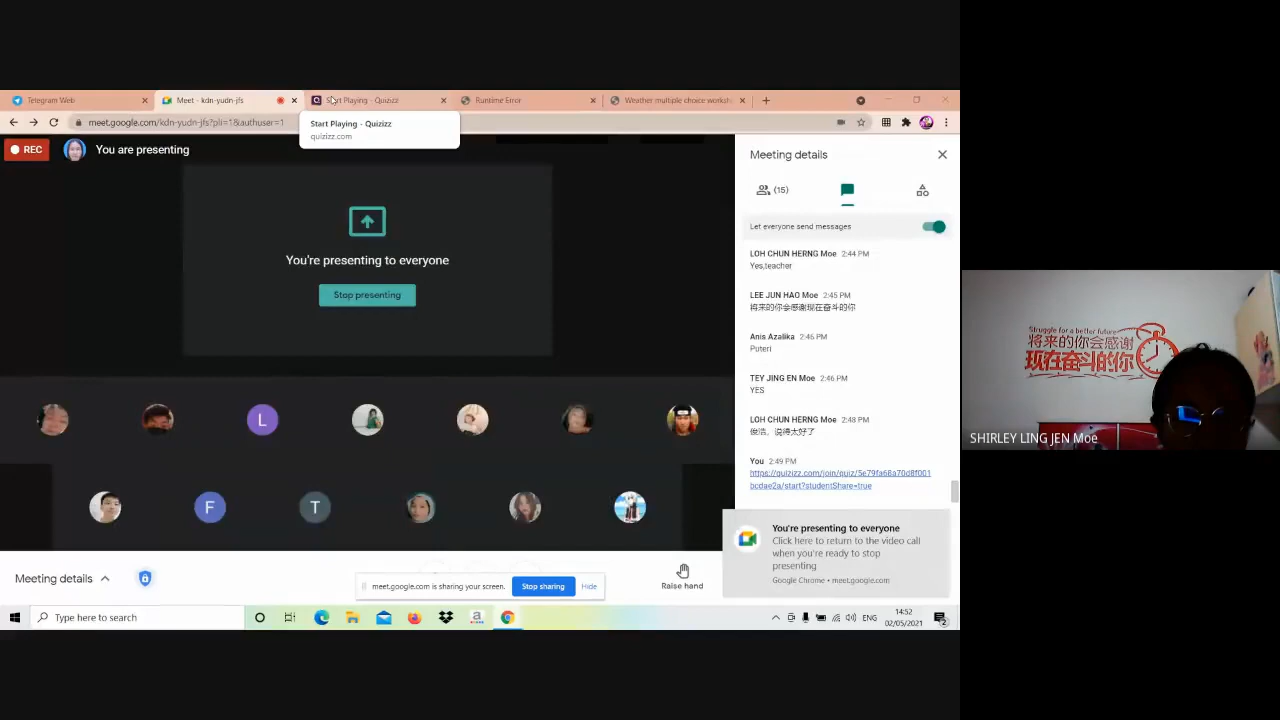 Telegram Web
Meet - kdn-yudn-jfs
Start Playing - Quizizz
Runtime Error
Weather multiple choice worksh
meet.google.com/kdn-yudn-jfs?pli=1&authuser=1
Start Playing - Quizizz
quizizz.com
REC
You are presenting
You're presenting to everyone
Stop presenting
Meeting details
(15)
Let everyone send messages
LOH CHUN HERNG Moe 2:44 PM
Yes,teacher
LEE JUN HAO Moe 2:45 PM
将来的你会感谢现在奋斗的你
Anis Azalika 2:46 PM
Puteri
TEY JING EN Moe 2:46 PM
YES
LOH CHUN HERNG Moe 2:48 PM
俊浩，说得太好了
You 2:49 PM
https://quizizz.com/join/quiz/5e79fa68a70d8f001
bcdae2a/start?studentShare=true
L
F
T
You're presenting to everyone
Click here to return to the video call
when you're ready to stop
presenting
Google Chrome • meet.google.com
Meeting details
meet.google.com is sharing your screen.
Stop sharing
Hide
Raise hand
Type here to search
ENG
14:52
02/05/2021
2
Struggle for a better future
将来的你会感谢
现在奋斗的你
SHIRLEY LING JEN Moe